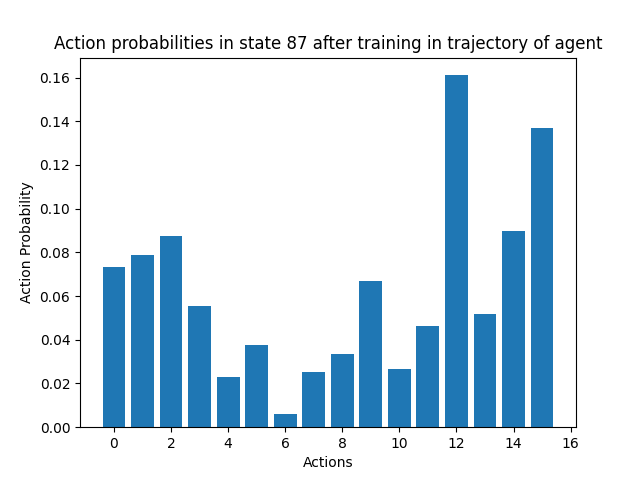 Action probabilities in state 87 after training in trajectory of agent
0.16
0.14
0.12
0.10
0.08
0.06
0.04
0.02
0.00
Action Probability
0 2 4 6 8 10 12 14 16
Actions